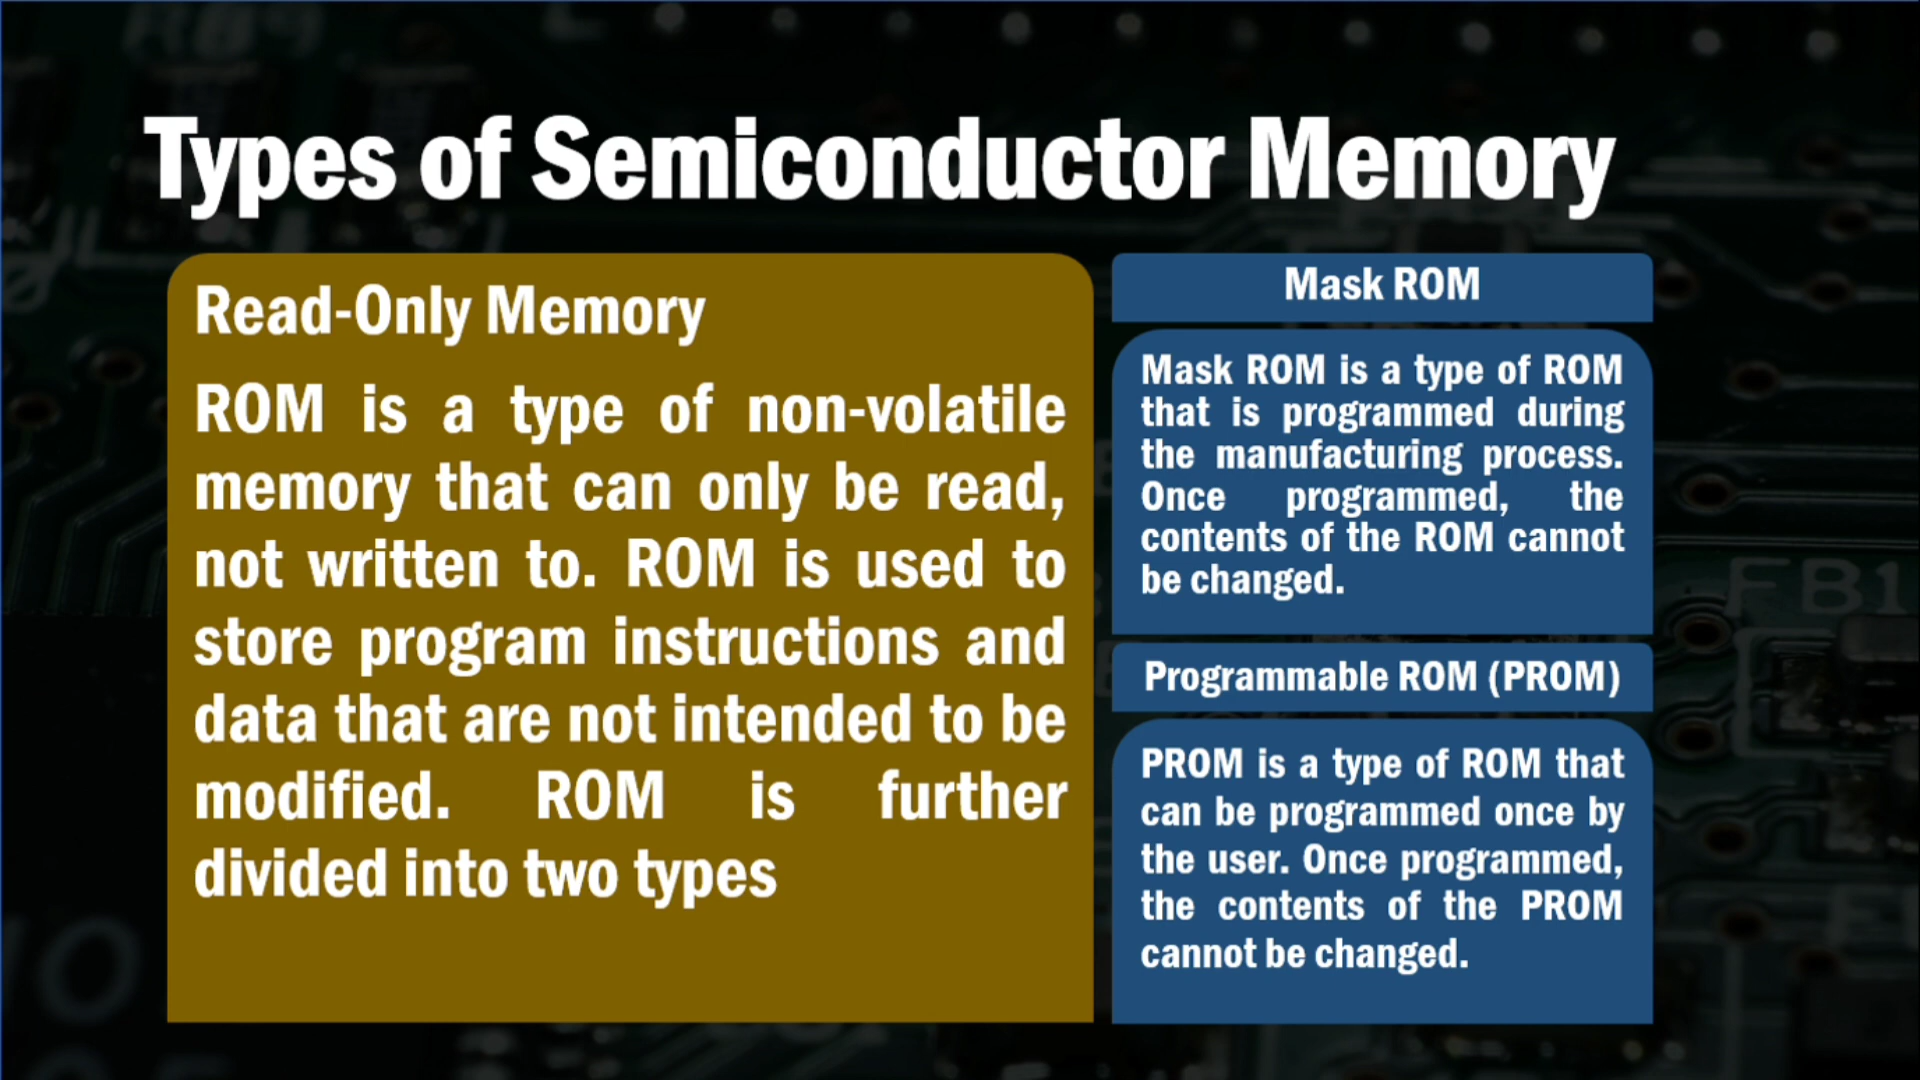 Types of Semiconductor Memory
Read-Only Memory
ROM is a type of non-volatile
memory that can only be read,
not written to. ROM is used to
store program instructions and
data that are not intended to be
modified. ROM is further
divided into two types
Mask ROM
Mask ROM is a type of ROM
that is programmed during
the manufacturing process.
Once programmed, the
contents of the ROM cannot
be changed.
Programmable ROM (PROM)
PROM is a type of ROM that
can be programmed once by
the user. Once programmed,
the contents of the PROM
cannot be changed.
FB1